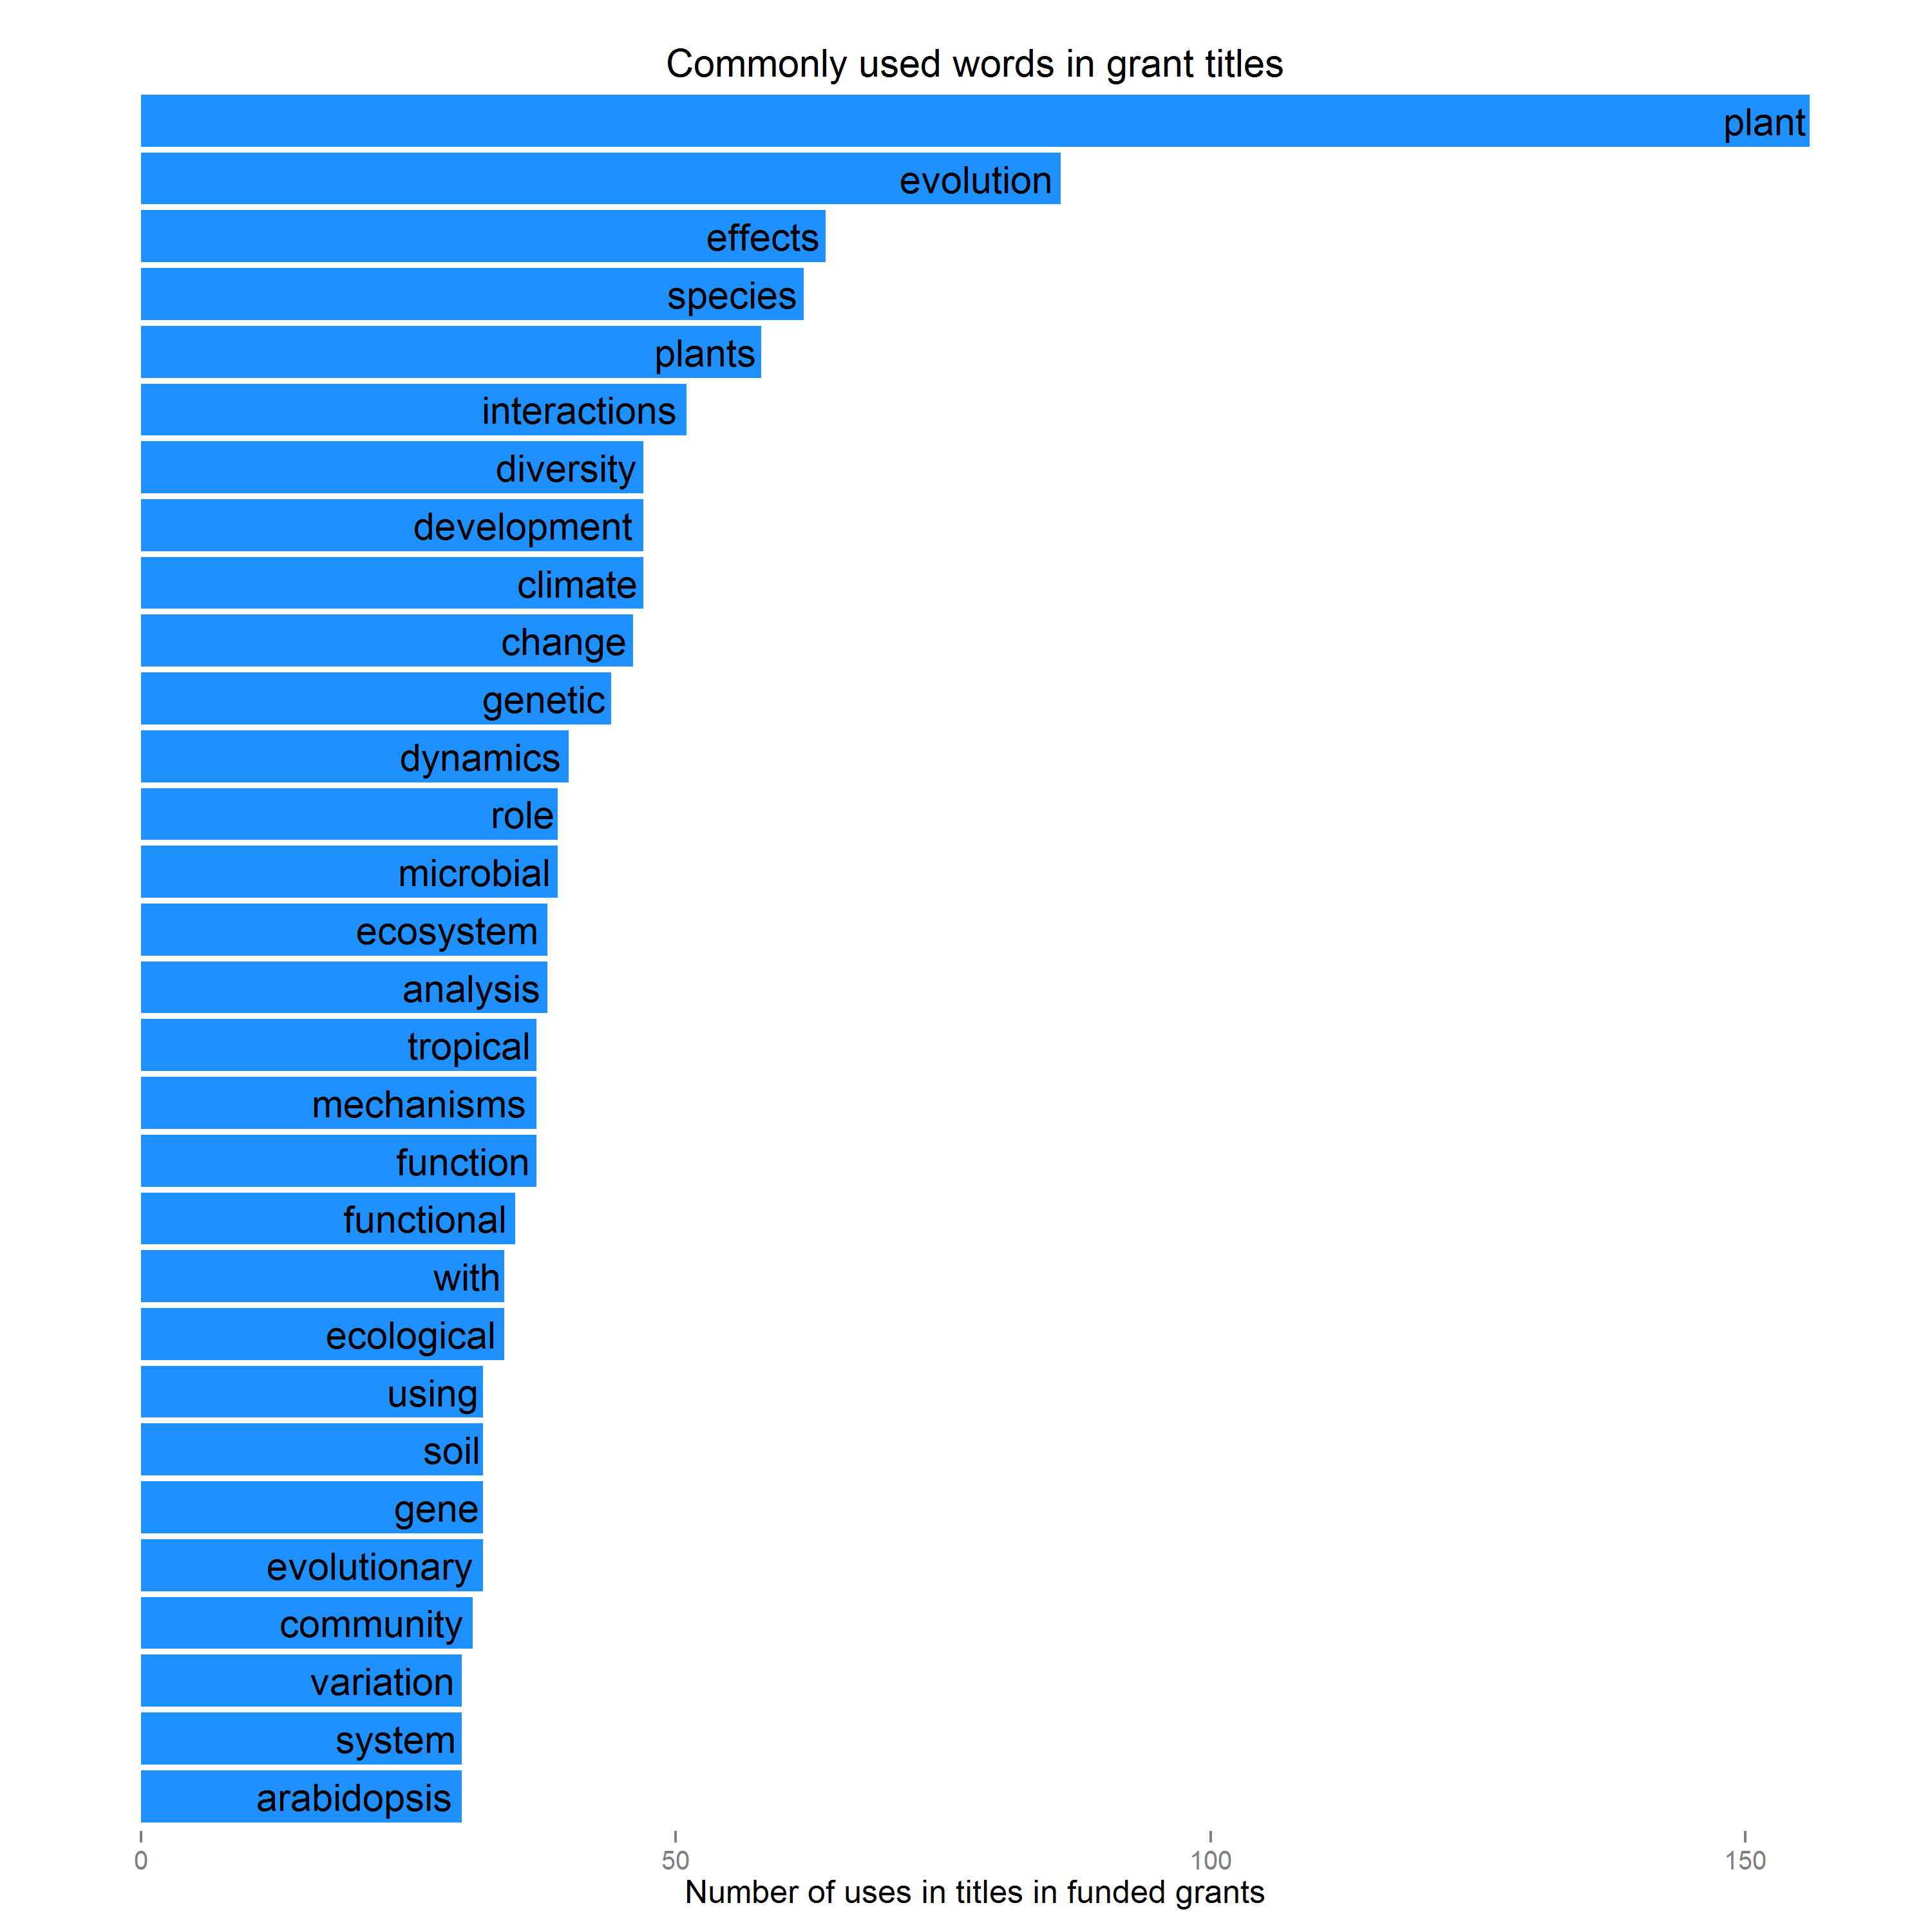 Commonly used words in grant titles
plant
evolution
effects
species
plants
interactions
diversity
development
climate
change
genetic
dynamics
role
microbial
ecosystem
analysis
tropical
mechanisms
function
functional
with
ecological
using
soil
gene
evolutionary
community
variation
system
arabidopsis
0 50 100 150
Number of uses in titles in funded grants